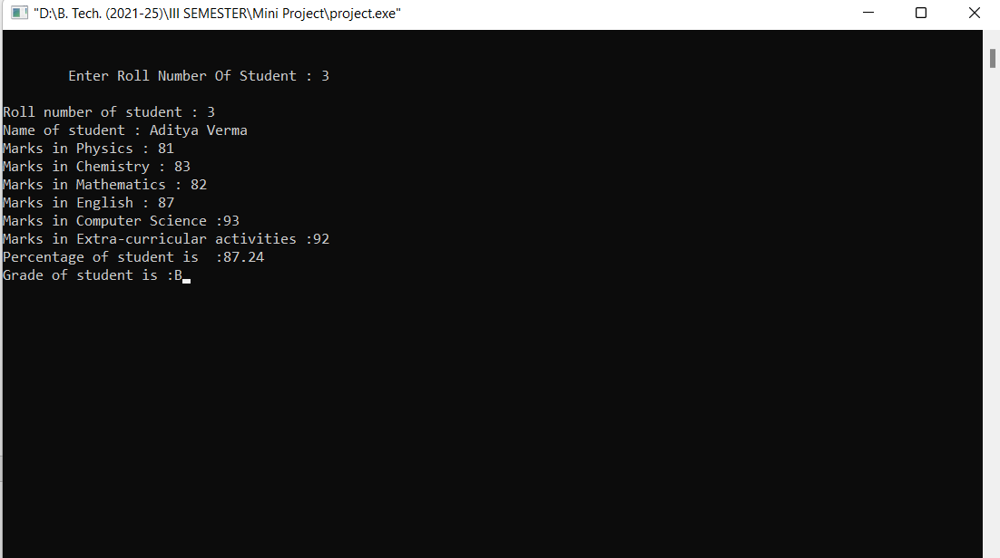 "D:\B. Tech. (2021-25)\III SEMESTER\Mini Project\project.exe"
Enter Roll Number Of Student : 3
Roll number of student : 3
Name of student : Aditya Verma
Marks in Physics : 81
Marks in Chemistry : 83
Marks in Mathematics : 82
Marks in English : 87
Marks in Computer Science :93
Marks in Extra-curricular activities :92
Percentage of student is  :87.24
Grade of student is :B